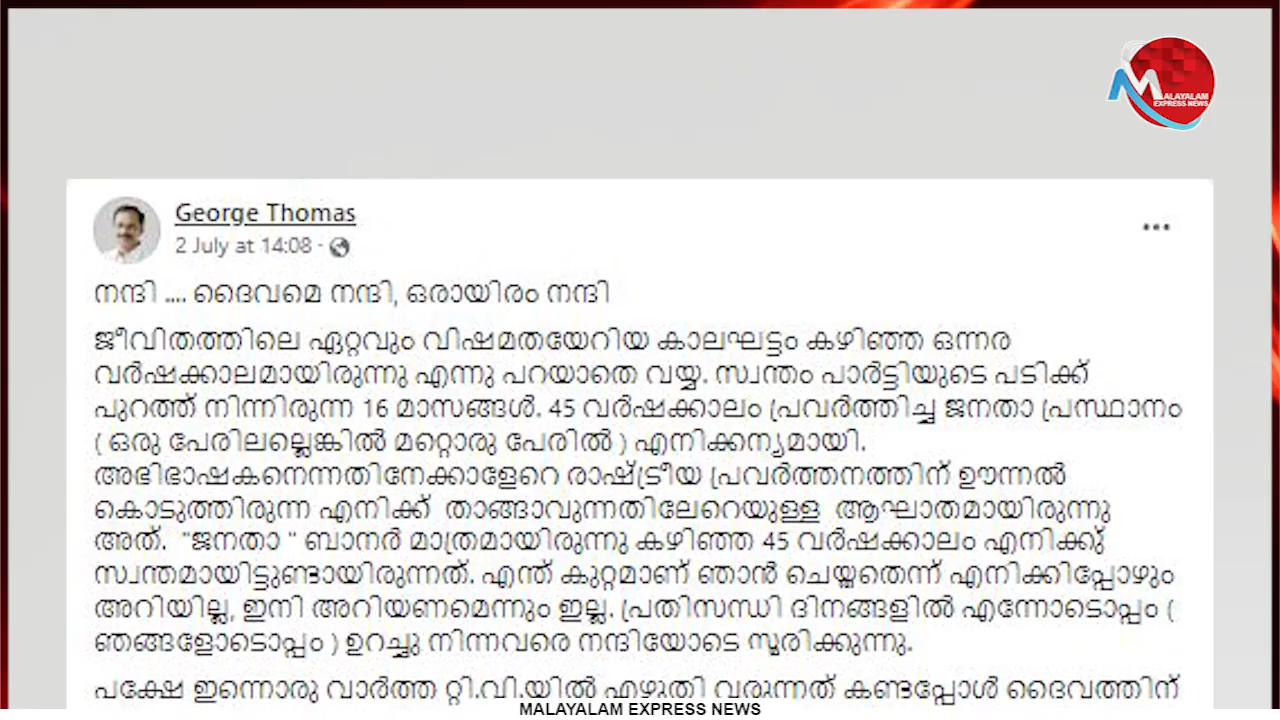 MALAYALAM
EXPRESS NEWS
George Thomas
2 July at 14:08 ·
നന്ദി .... ദൈവമെ നന്ദി, ഒരായിരം നന്ദി
ജീവിതത്തിലെ ഏറ്റവും വിഷമതയേറിയ കാലഘട്ടം കഴിഞ്ഞ ഒന്നര
വർഷക്കാലമായിരുന്നു എന്നു പറയാതെ വയ്യ. സ്വന്തം പാർട്ടിയുടെ പടിക്ക്
പുറത്ത് നിന്നിരുന്ന 16 മാസങ്ങൾ. 45 വർഷക്കാലം പ്രവർത്തിച്ച ജനതാ പ്രസ്ഥാനം
( ഒരു പേരിലല്ലെങ്കിൽ മറ്റൊരു പേരിൽ ) എനിക്കന്യമായി.
അഭിഭാഷകനെന്നതിനേക്കാളേറെ രാഷ്ട്രീയ പ്രവർത്തനത്തിന് ഊന്നൽ
കൊടുത്തിരുന്ന എനിക്ക് താങ്ങാവുന്നതിലേറെയുള്ള ആഘാതമായിരുന്നു
അത്. "ജനതാ " ബാനർ മാത്രമായിരുന്നു കഴിഞ്ഞ 45 വർഷക്കാലം എനിക്കു്
സ്വന്തമായിട്ടുണ്ടായിരുന്നത്. എന്ത് കുറ്റമാണ് ഞാൻ ചെയ്തതെന്ന് എനിക്കിപ്പോഴും
അറിയില്ല, ഇനി അറിയണമെന്നും ഇല്ല. പ്രതിസന്ധി ദിനങ്ങളിൽ എന്നോടൊപ്പം (
ഞങ്ങളോടൊപ്പം ) ഉറച്ചു നിന്നവരെ നന്ദിയോടെ സ്മരിക്കുന്നു.
പക്ഷേ ഇന്നൊരു വാർത്ത റ്റി.വി.യിൽ എഴുതി വരുന്നത് കണ്ടപ്പോൾ ദൈവത്തിന്
MALAYALAM EXPRESS NEWS